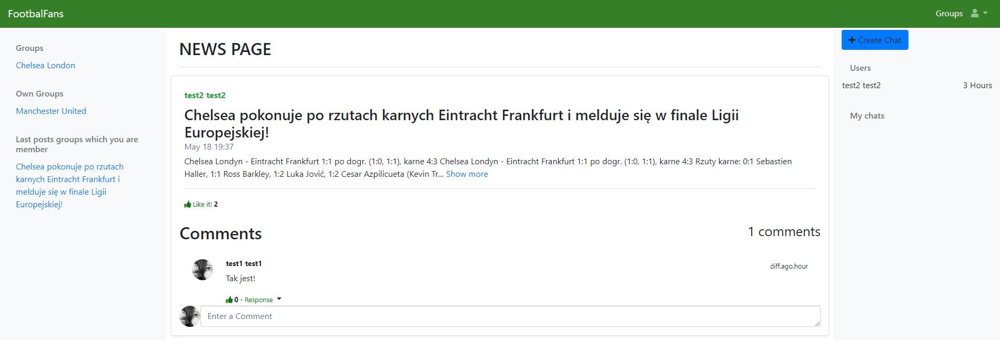 FootbalFans
Groups
Groups
Chelsea London
Own Groups
Manchester United
Last posts groups which you are
member
Chelsea pokonuje po rzutach
karnych Eintracht Frankfurt i
melduje się w finale Ligii
Europejskiej!
NEWS PAGE
test2 test2
Chelsea pokonuje po rzutach karnych Eintracht Frankfurt i melduje się w finale Ligii
Europejskiej!
May 18 19:37
Chelsea Londyn - Eintracht Frankfurt 1:1 po dogr. (1:0, 1:1), karne 4:3 Chelsea Londyn - Eintracht Frankfurt 1:1 po dogr. (1:0, 1:1), karne 4:3 Rzuty karne: 0:1 Sebastien
Haller, 1:1 Ross Barkley, 1:2 Luka Jović, 1:2 Cesar Azpilicueta (Kevin Tr... Show more
Like it! 2
Comments
1 comments
test1 test1
diff.ago.hour
Tak jest!
0 - Response
Enter a Comment
Create Chat
Users
test2 test2 3 Hours
My chats